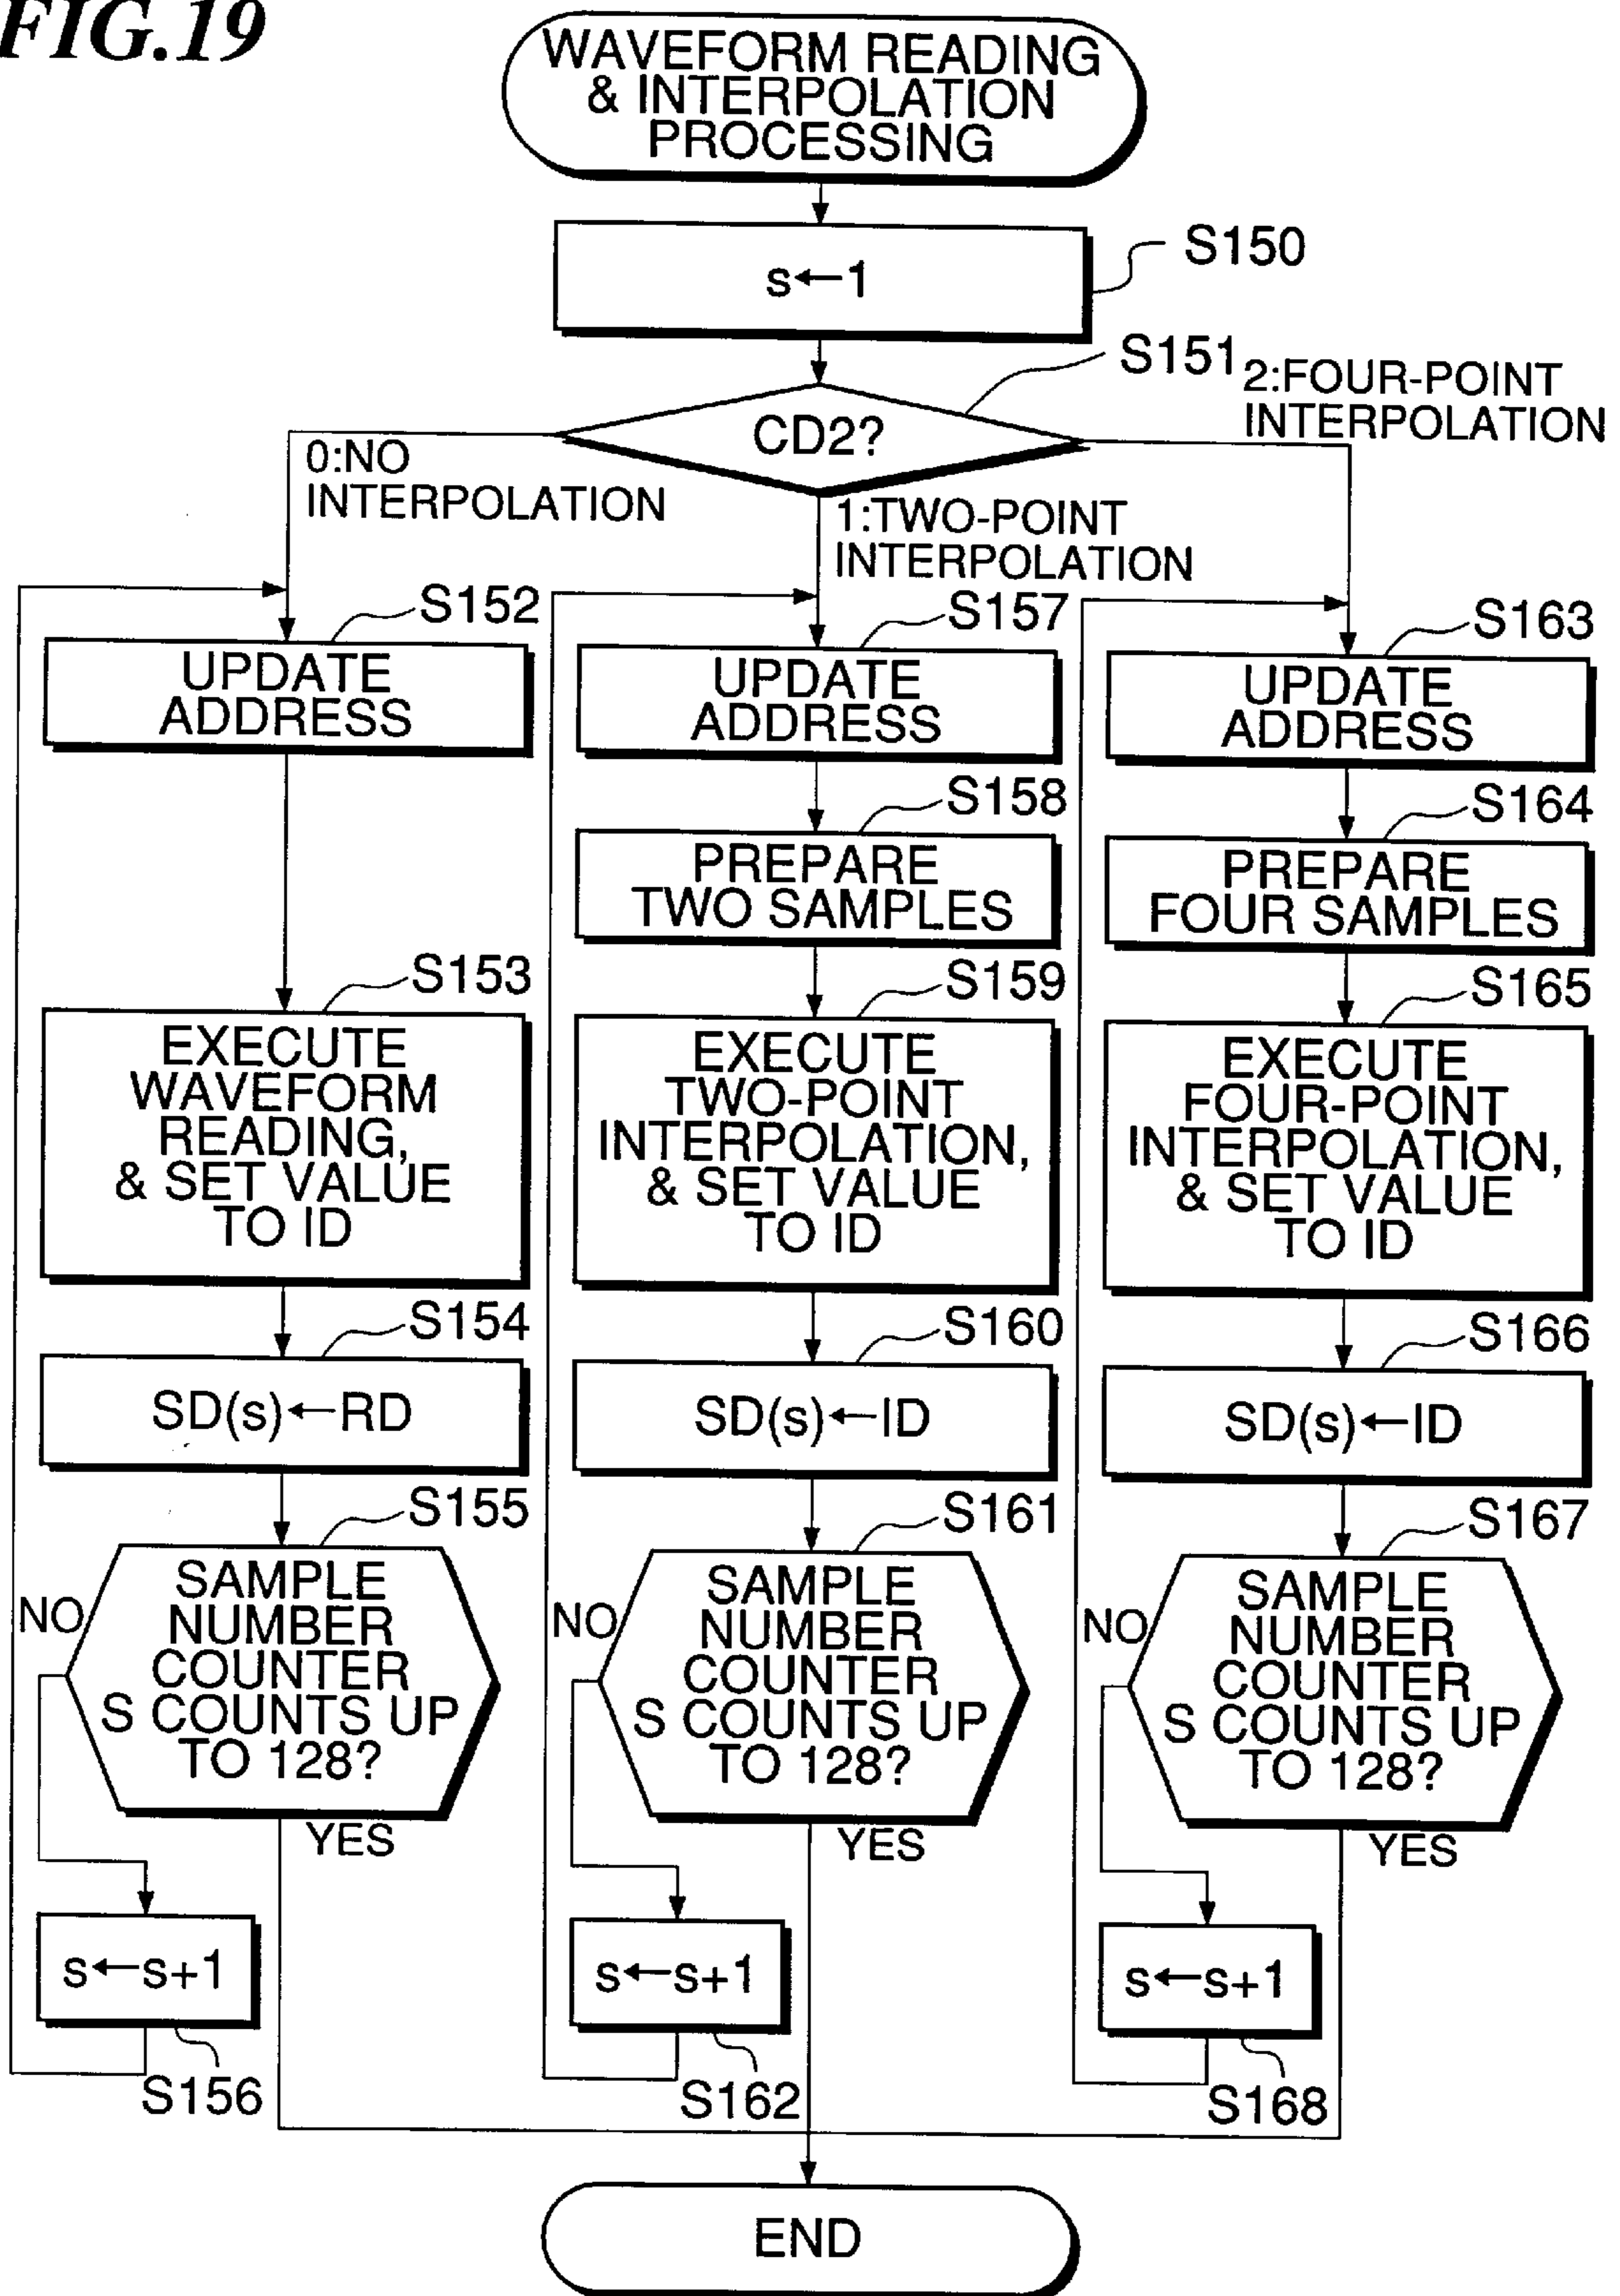 FIG.19
WAVEFORM READING
& INTERPOLATION
PROCESSING
s←1
S150
CD2?
S151
0:NO
INTERPOLATION
1:TWO-POINT
INTERPOLATION
2:FOUR-POINT
INTERPOLATION
S152
UPDATE
ADDRESS
S153
EXECUTE
WAVEFORM
READING,
& SET VALUE
TO ID
S154
SD(s)←RD
S155
SAMPLE
NUMBER
COUNTER
S COUNTS UP
TO 128?
NO
YES
s←s+1
S156
S157
UPDATE
ADDRESS
S158
PREPARE
TWO SAMPLES
S159
EXECUTE
TWO-POINT
INTERPOLATION,
& SET VALUE
TO ID
S160
SD(s)←ID
S161
SAMPLE
NUMBER
COUNTER
S COUNTS UP
TO 128?
NO
YES
s←s+1
S162
S163
UPDATE
ADDRESS
S164
PREPARE
FOUR SAMPLES
S165
EXECUTE
FOUR-POINT
INTERPOLATION,
& SET VALUE
TO ID
S166
SD(s)←ID
S167
SAMPLE
NUMBER
COUNTER
S COUNTS UP
TO 128?
NO
YES
s←s+1
S168
END